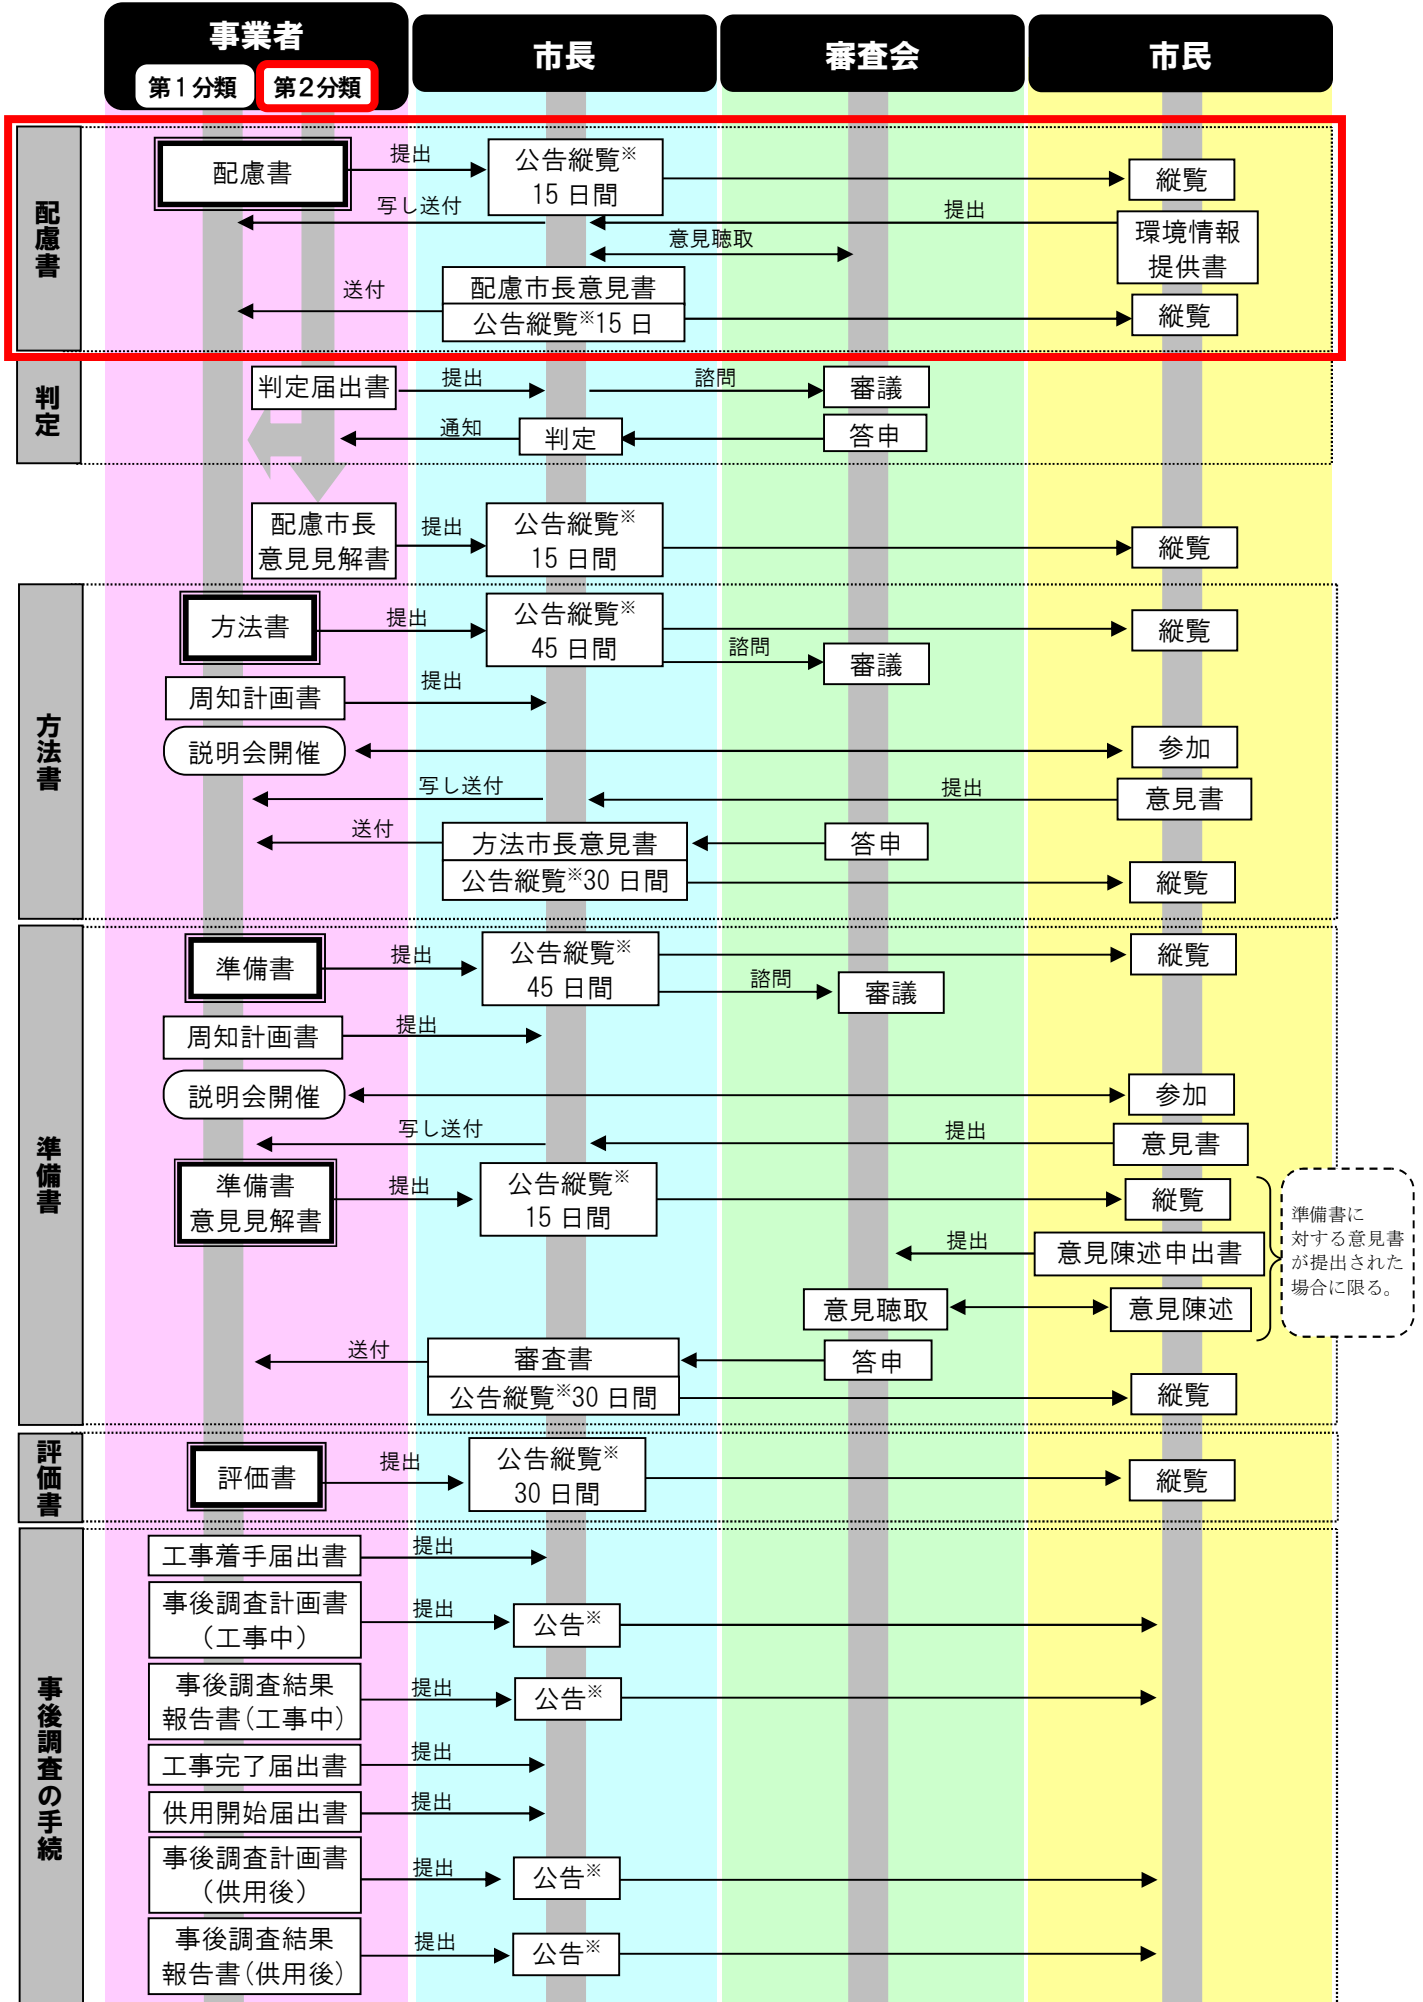 事業者
第1分類
第2分類
市長
審査会
市民
配慮書
配慮書
提出
公告縦覧※
15 日間
縦覧
写し送付
提出
環境情報
提供書
意見聴取
配慮市長意見書
送付
公告縦覧※15 日
縦覧
判定
判定届出書
提出
諮問
審議
通知
判定
答申
配慮市長
意見見解書
提出
公告縦覧※
15 日間
縦覧
方法書
方法書
提出
公告縦覧※
45 日間
縦覧
諮問
審議
周知計画書
提出
説明会開催
参加
写し送付
提出
意見書
送付
方法市長意見書
答申
公告縦覧※30 日間
縦覧
準備書
準備書
提出
公告縦覧※
45 日間
縦覧
諮問
審議
周知計画書
提出
説明会開催
参加
写し送付
提出
意見書
準備書
意見見解書
提出
公告縦覧※
15 日間
縦覧
提出
意見陳述申出書
準備書に
対する意見書
が提出された
場合に限る。
意見聴取
意見陳述
送付
審査書
答申
公告縦覧※30 日間
縦覧
評価書
評価書
提出
公告縦覧※
30 日間
縦覧
事後調査の手続
工事着手届出書
提出
事後調査計画書
（工事中）
提出
公告※
事後調査結果
報告書（工事中）
提出
公告※
工事完了届出書
提出
供用開始届出書
提出
事後調査計画書
（供用後）
提出
公告※
事後調査結果
報告書（供用後）
提出
公告※